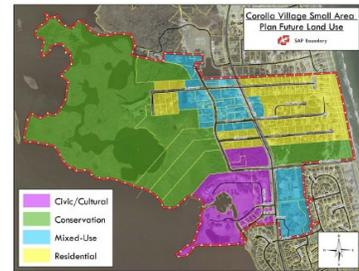 Corolla Village Small Area
Plan Future Land Use
SAP Boundary
Civic/Cultural
Conservation
Mixed-Use
Residential